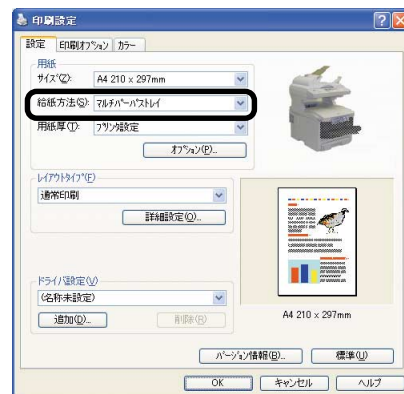 印刷設定
設定 印刷オプション カラー
用紙
サイズ(Z): A4 210 x 297mm
給紙方法(S): マルチパーパストレイ
用紙厚(T): プリンタ設定
オプション(P)...
レイアウトタイプ(E)
通常印刷
詳細設定(O)...
ドライバ設定(V)
(名称未設定)
追加(D)... 削除(R)
A4 210 x 297mm
バージョン情報(B)... 標準(U)
OK キャンセル ヘルプ